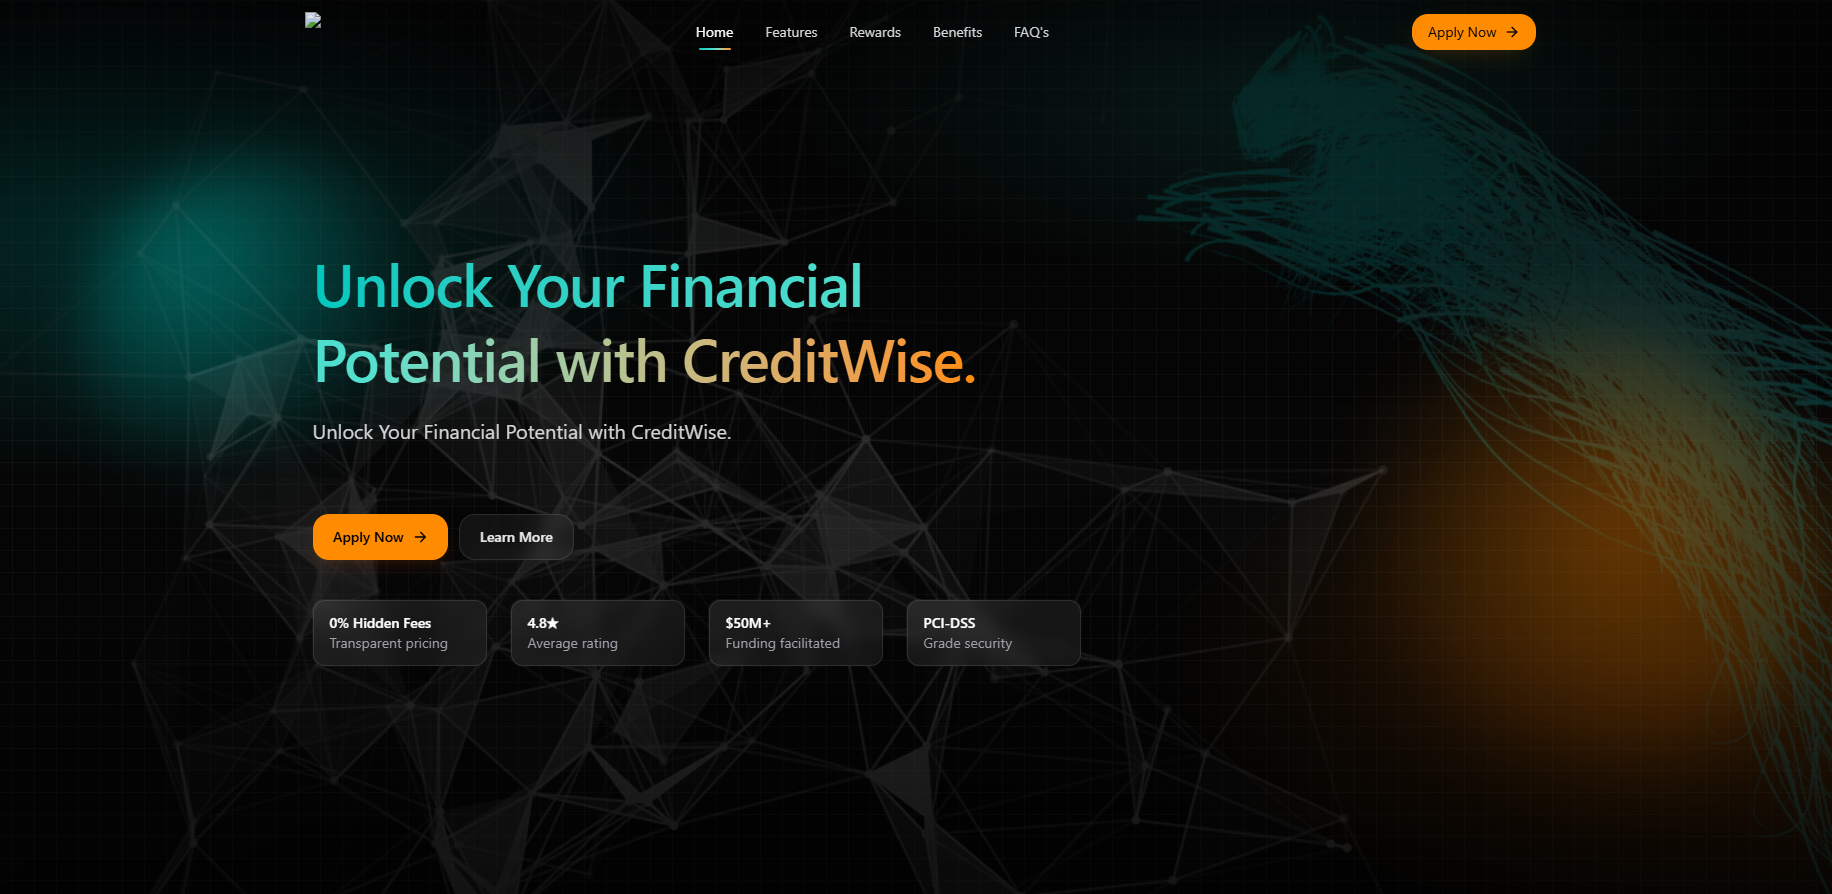 Home Features Rewards Benefits FAQ's Apply Now →
Unlock Your Financial
Potential with CreditWise.
Unlock Your Financial Potential with CreditWise.
Apply Now → Learn More
0% Hidden Fees
Transparent pricing
4.8★
Average rating
$50M+
Funding facilitated
PCI-DSS
Grade security